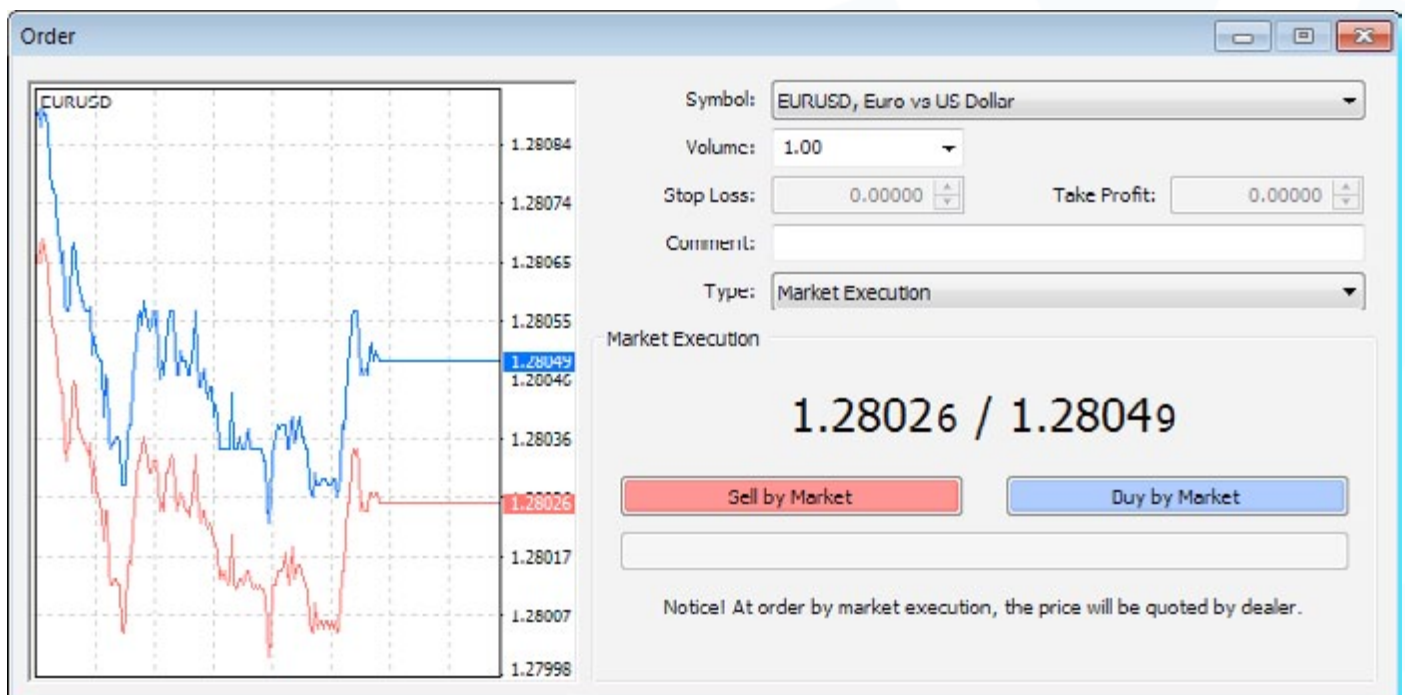 Order
EURUSD
1.28084
1.28074
1.28065
1.28055
1.28049
1.28046
1.28036
1.28026
1.28017
1.28007
1.27998
Symbol: EURUSD, Euro vs US Dollar
Volume: 1.00
Stop Loss: 0.00000 Take Profit: 0.00000
Comment:
Type: Market Execution
Market Execution
1.28026 / 1.28049
Sell by Market Buy by Market
Notice! At order by market execution, the price will be quoted by dealer.